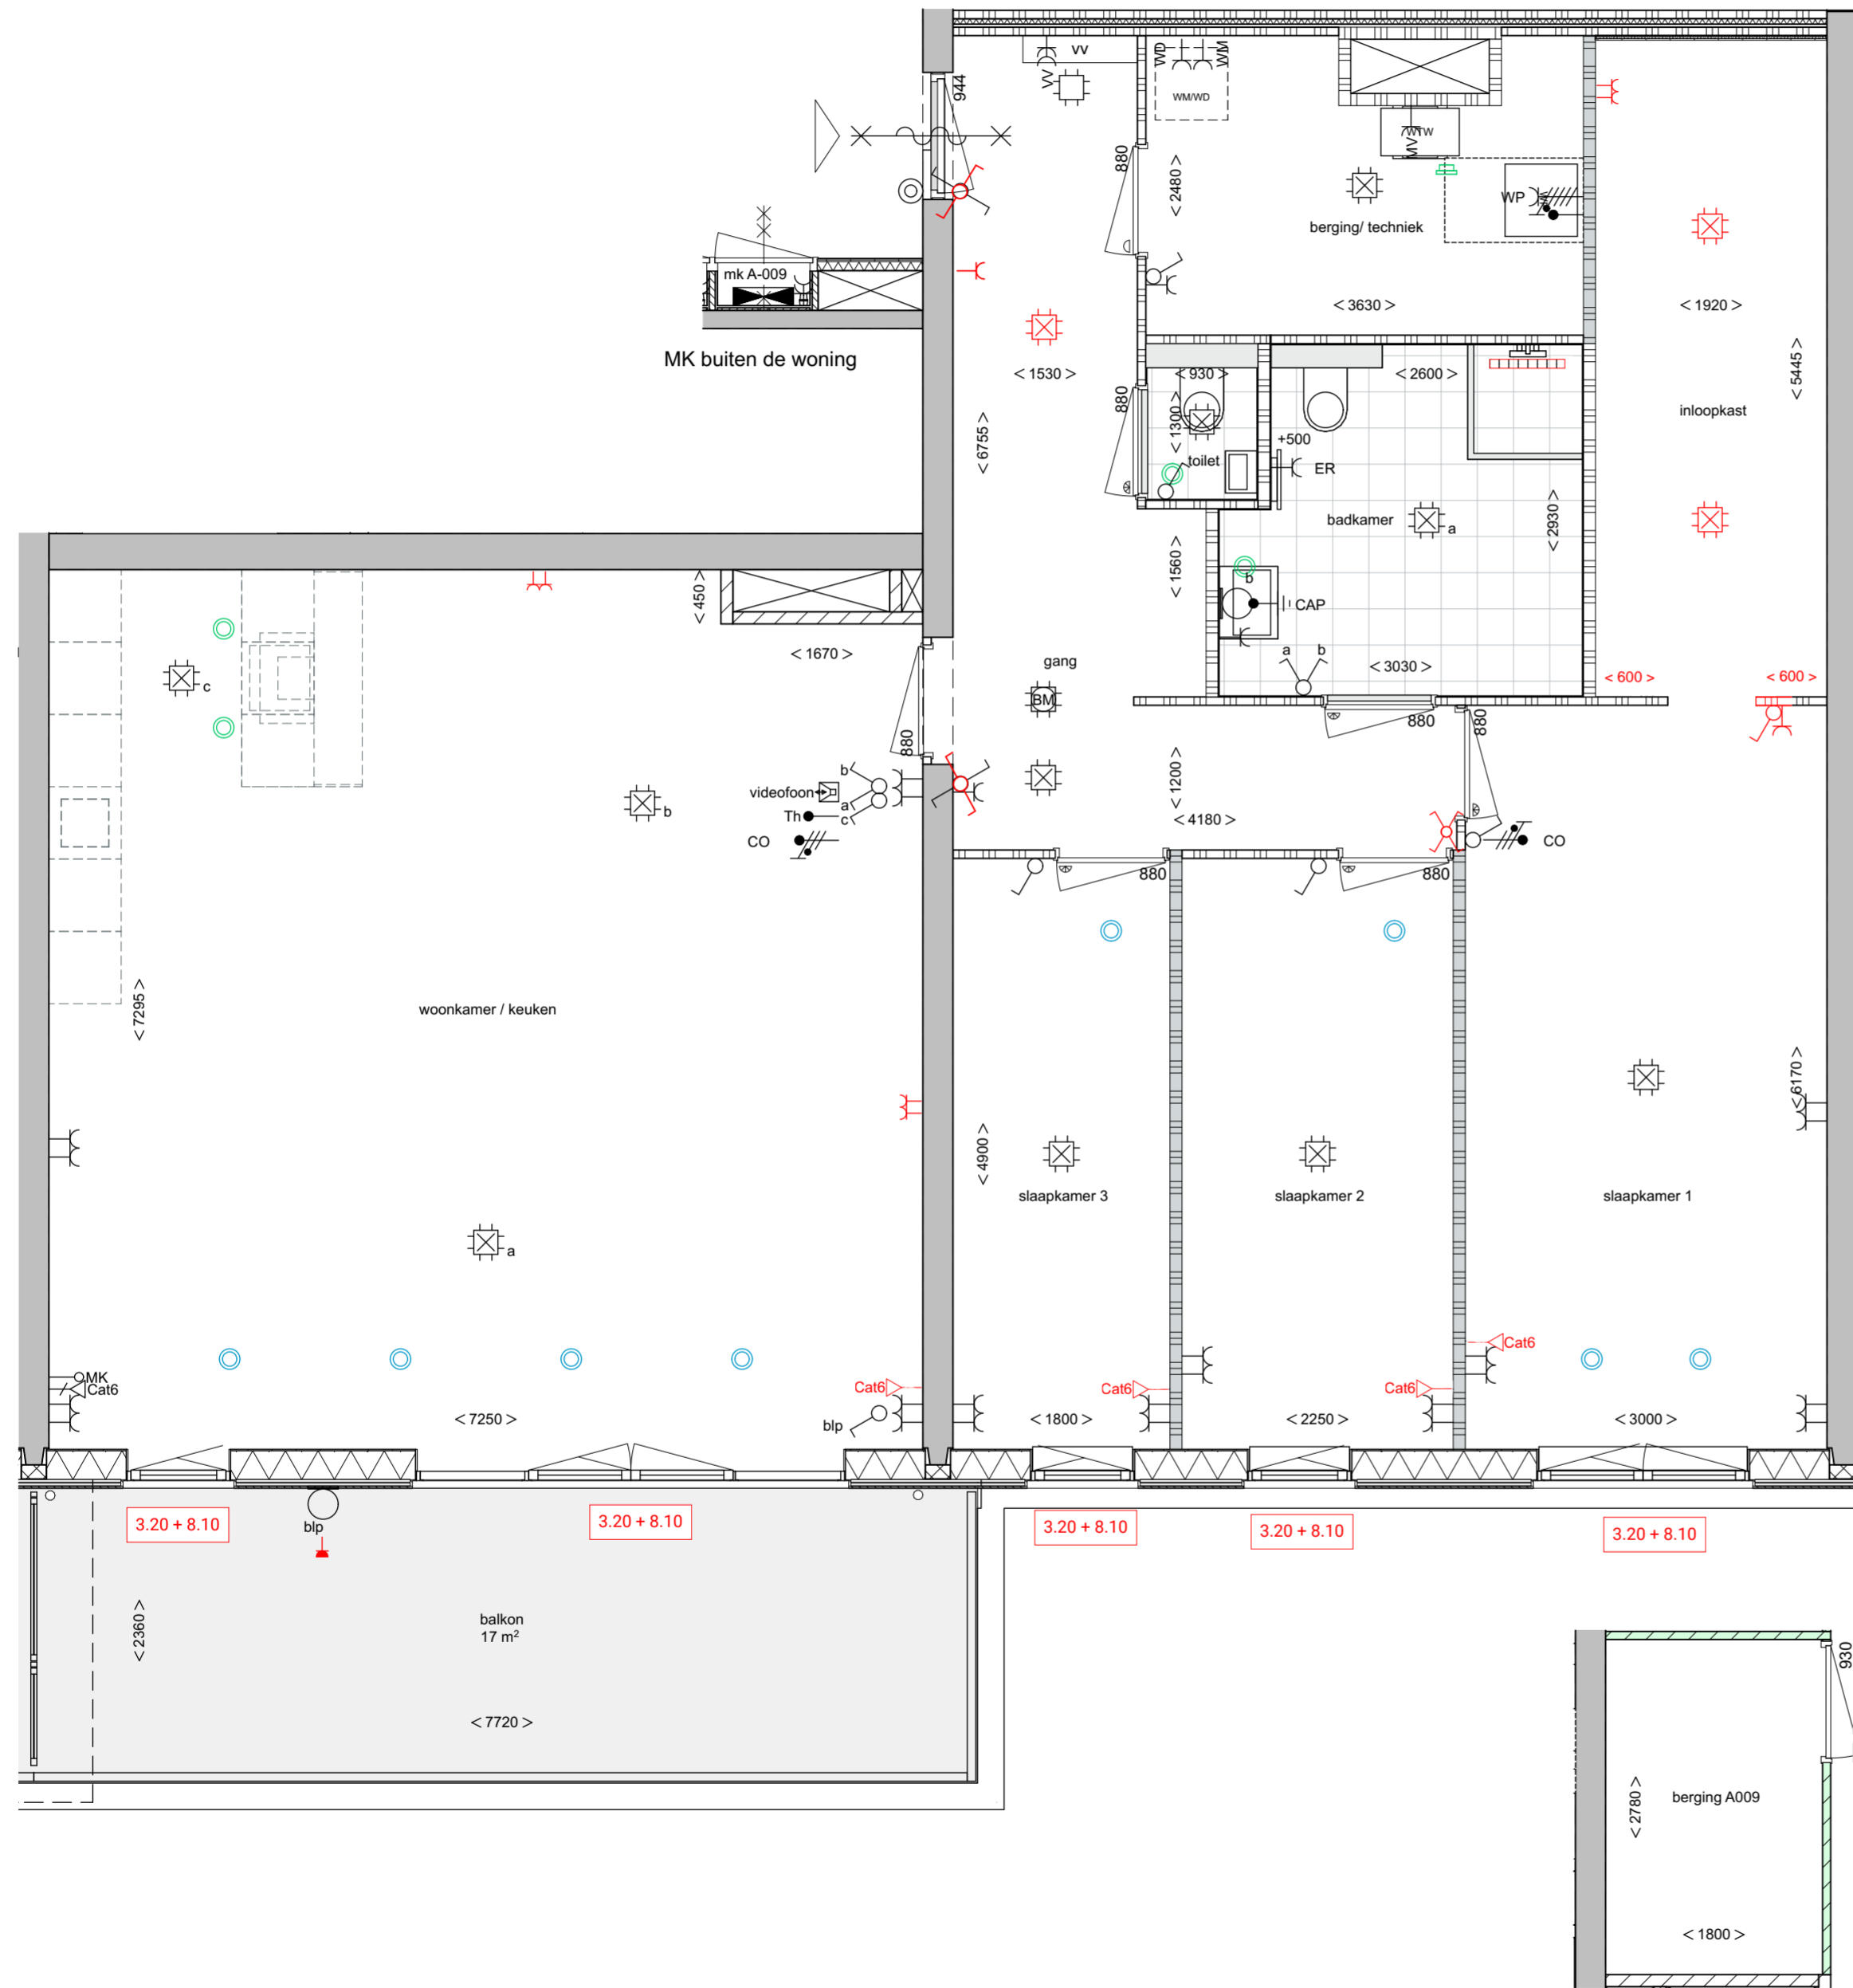 VV
VV
WD
WM
WM/WD
944
880
< 2480 >
WTW
MV
WP
berging/ techniek
mk A-009
< 3630 >
< 1920 >
MK buiten de woning
< 1530 >
< 930 >
< 2600 >
< 5445 >
880
< 1300 >
inloopkast
< 6755 >
+500
toilet
ER
badkamer
a
< 2930 >
< 1560 >
b
CAP
< 450 >
< 1670 >
gang
a
b
< 3030 >
< 600 >
< 600 >
c
BM
880
880
880
b
videofoon
b
a
Th
c
CO
< 1200 >
< 4180 >
CO
880
880
woonkamer / keuken
< 7295 >
< 6170 >
< 4900 >
slaapkamer 3
slaapkamer 2
slaapkamer 1
a
Cat6
MK
Cat6
Cat6
Cat6
Cat6
< 7250 >
blp
< 1800 >
< 2250 >
< 3000 >
3.20 + 8.10
blp
3.20 + 8.10
3.20 + 8.10
3.20 + 8.10
3.20 + 8.10
< 2360 >
balkon
17 m²
930
< 7720 >
< 2780 >
berging A009
< 1800 >